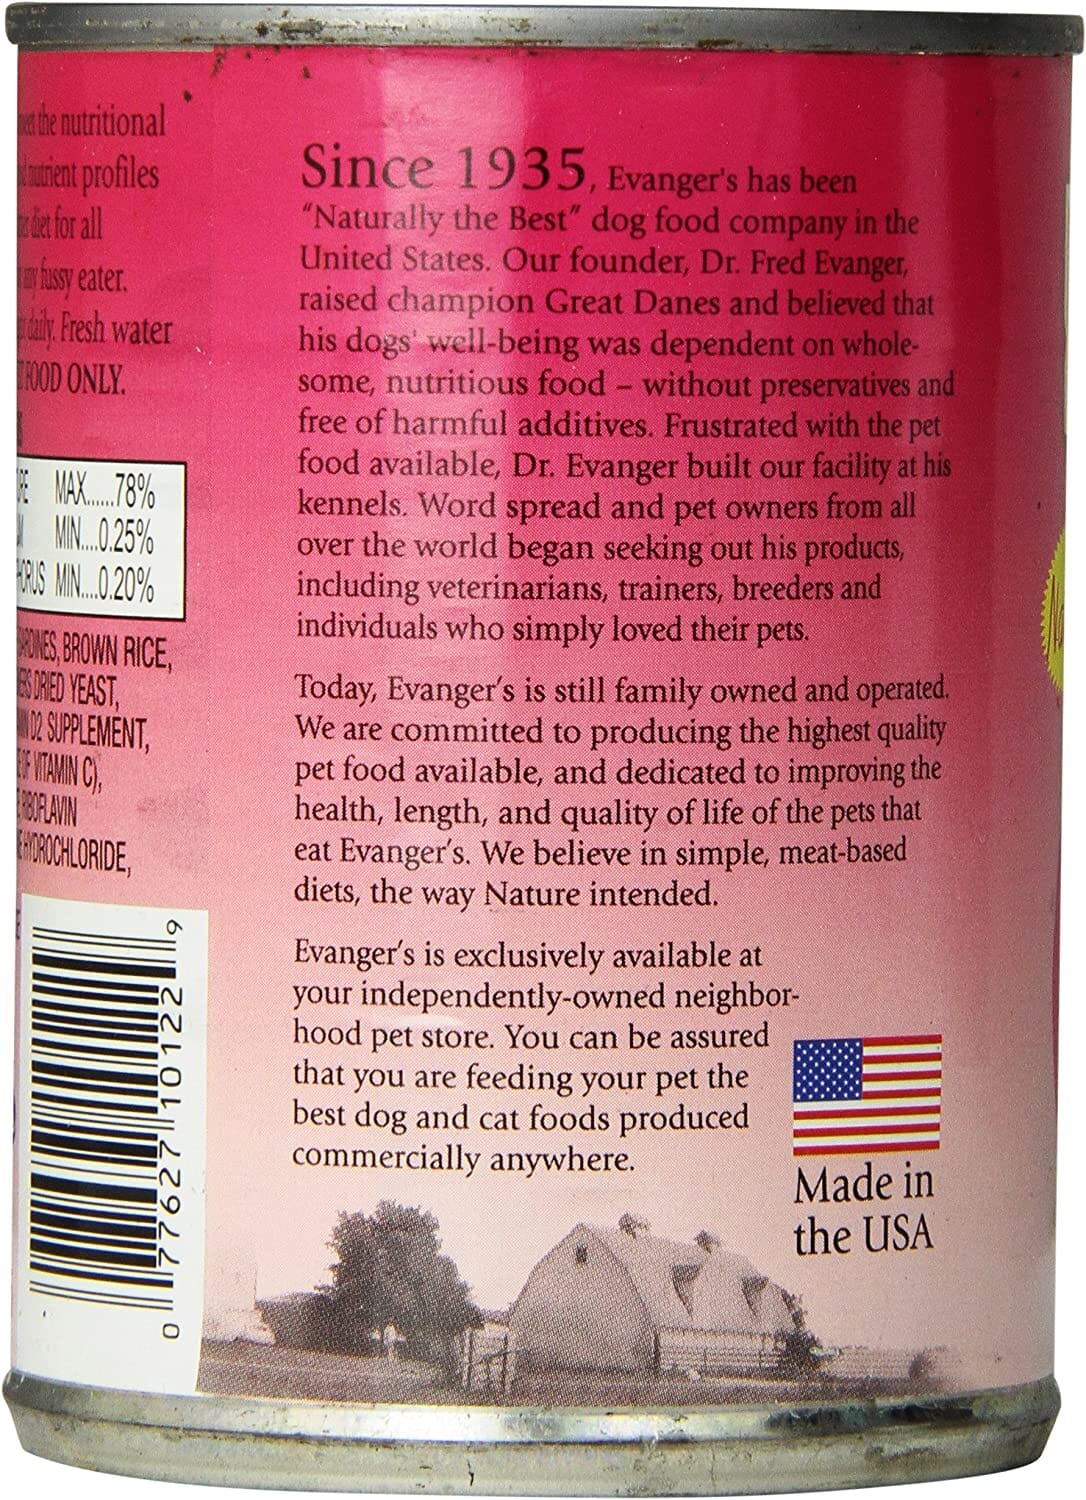 the nutritional
nutrient profiles
diet for all
any fussy eater.
daily. Fresh water
FOOD ONLY.
MAX......78%
MIN....0.25%
MIN....0.20%
BROWN RICE,
DRIED YEAST,
D2 SUPPLEMENT,
OF VITAMIN C),
RIBOFLAVIN
HYDROCHLORIDE,
0 77627 10122 9
Since 1935, Evanger's has been
“Naturally the Best” dog food company in the
United States. Our founder, Dr. Fred Evanger,
raised champion Great Danes and believed that
his dogs' well-being was dependent on whole-
some, nutritious food – without preservatives and
free of harmful additives. Frustrated with the pet
food available, Dr. Evanger built our facility at his
kennels. Word spread and pet owners from all
over the world began seeking out his products,
including veterinarians, trainers, breeders and
individuals who simply loved their pets.
Today, Evanger's is still family owned and operated.
We are committed to producing the highest quality
pet food available, and dedicated to improving the
health, length, and quality of life of the pets that
eat Evanger's. We believe in simple, meat-based
diets, the way Nature intended.
Evanger's is exclusively available at
your independently-owned neighbor-
hood pet store. You can be assured
that you are feeding your pet the
best dog and cat foods produced
commercially anywhere.
Made in
the USA